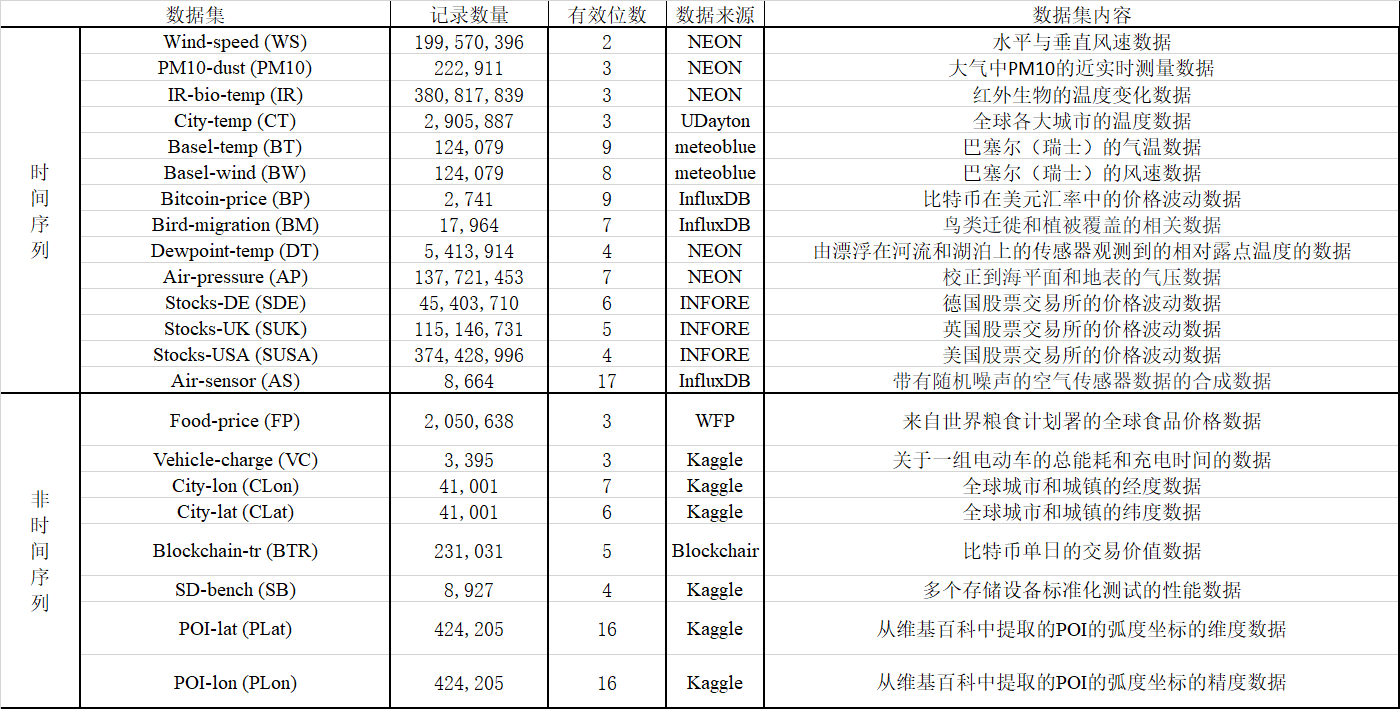 数据集 记录数量 有效位数 数据来源 数据集内容
时间序列
Wind-speed (WS) 199,570,396 2 NEON 水平与垂直风速数据
PM10-dust (PM10) 222,911 3 NEON 大气中PM10的近实时测量数据
IR-bio-temp (IR) 380,817,839 3 NEON 红外生物的温度变化数据
City-temp (CT) 2,905,887 3 UDayton 全球各大城市的温度数据
Basel-temp (BT) 124,079 9 meteoblue 巴塞尔（瑞士）的气温数据
Basel-wind (BW) 124,079 8 meteoblue 巴塞尔（瑞士）的风速数据
Bitcoin-price (BP) 2,741 9 InfluxDB 比特币在美元汇率中的价格波动数据
Bird-migration (BM) 17,964 7 InfluxDB 鸟类迁徙和植被覆盖的相关数据
Dewpoint-temp (DT) 5,413,914 4 NEON 由漂浮在河流和湖泊上的传感器观测到的相对露点温度的数据
Air-pressure (AP) 137,721,453 7 NEON 校正到海平面和地表的气压数据
Stocks-DE (SDE) 45,403,710 6 INFORE 德国股票交易所的价格波动数据
Stocks-UK (SUK) 115,146,731 5 INFORE 英国股票交易所的价格波动数据
Stocks-USA (SUSA) 374,428,996 4 INFORE 美国股票交易所的价格波动数据
Air-sensor (AS) 8,664 17 InfluxDB 带有随机噪声的空气传感器数据的合成数据
非时间序列
Food-price (FP) 2,050,638 3 WFP 来自世界粮食计划署的全球食品价格数据
Vehicle-charge (VC) 3,395 3 Kaggle 关于一组电动车的总能耗和充电时间的数据
City-lon (CLon) 41,001 7 Kaggle 全球城市和城镇的经度数据
City-lat (CLat) 41,001 6 Kaggle 全球城市和城镇的纬度数据
Blockchain-tr (BTR) 231,031 5 Blockchair 比特币单日的交易价值数据
SD-bench (SB) 8,927 4 Kaggle 多个存储设备标准化测试的性能数据
POI-lat (PLat) 424,205 16 Kaggle 从维基百科中提取的POI的弧度坐标的维度数据
POI-lon (PLon) 424,205 16 Kaggle 从维基百科中提取的POI的弧度坐标的精度数据